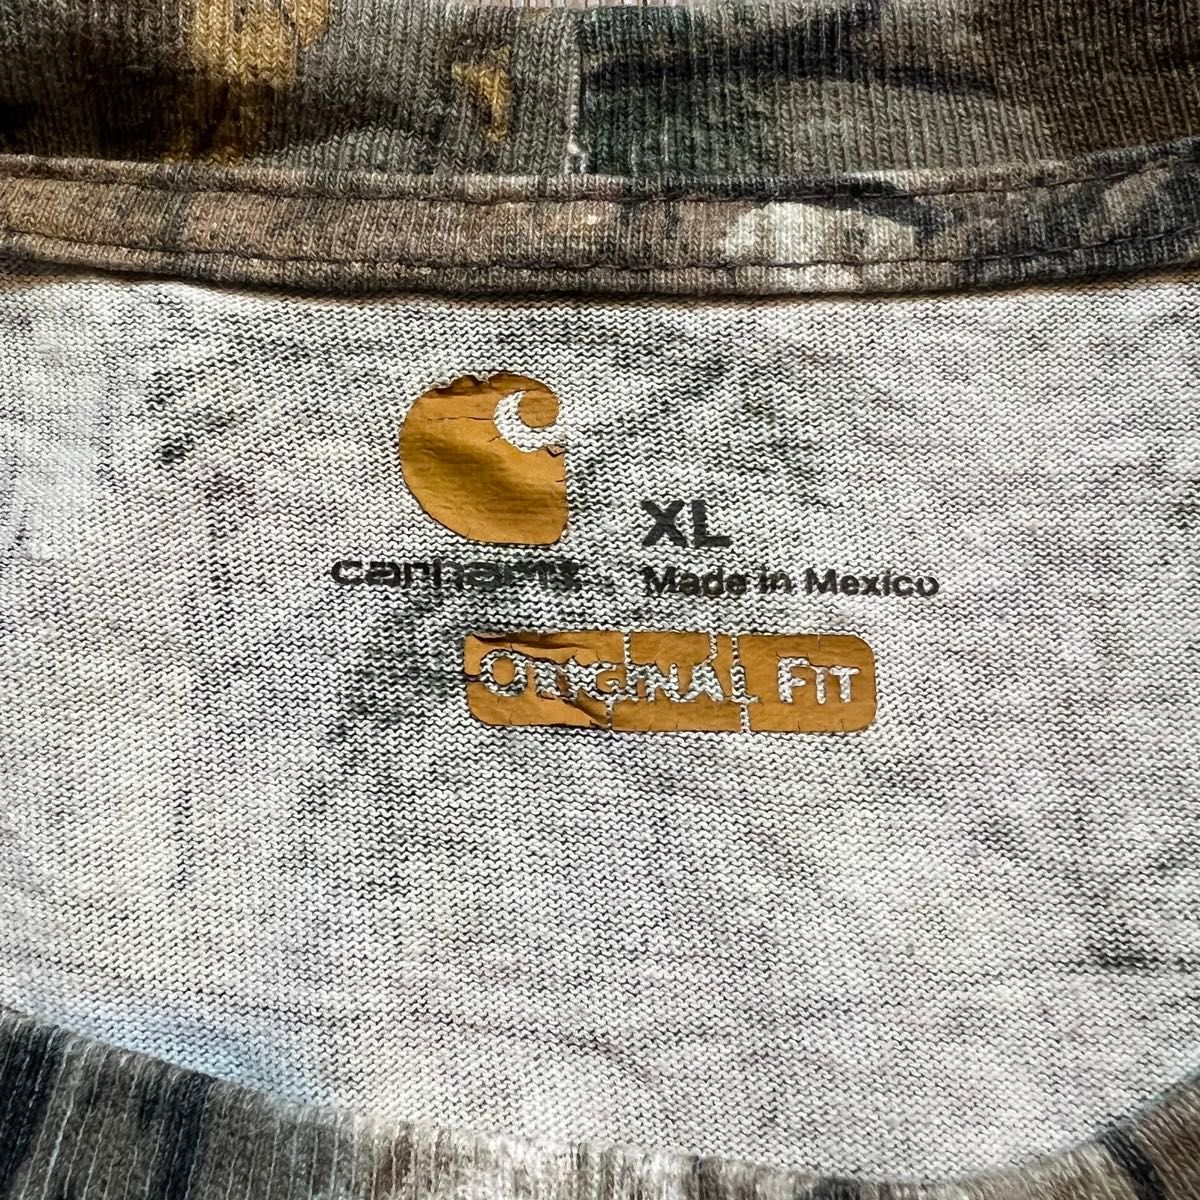 carhartt
XL
Made in Mexico
ORIGINAL FIT